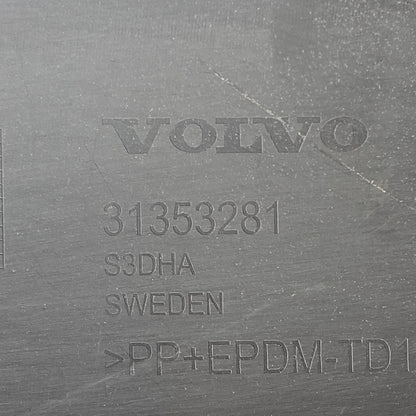 VOLVO
31353281
S3DHA
SWEDEN
>PP+EPDM-TD1